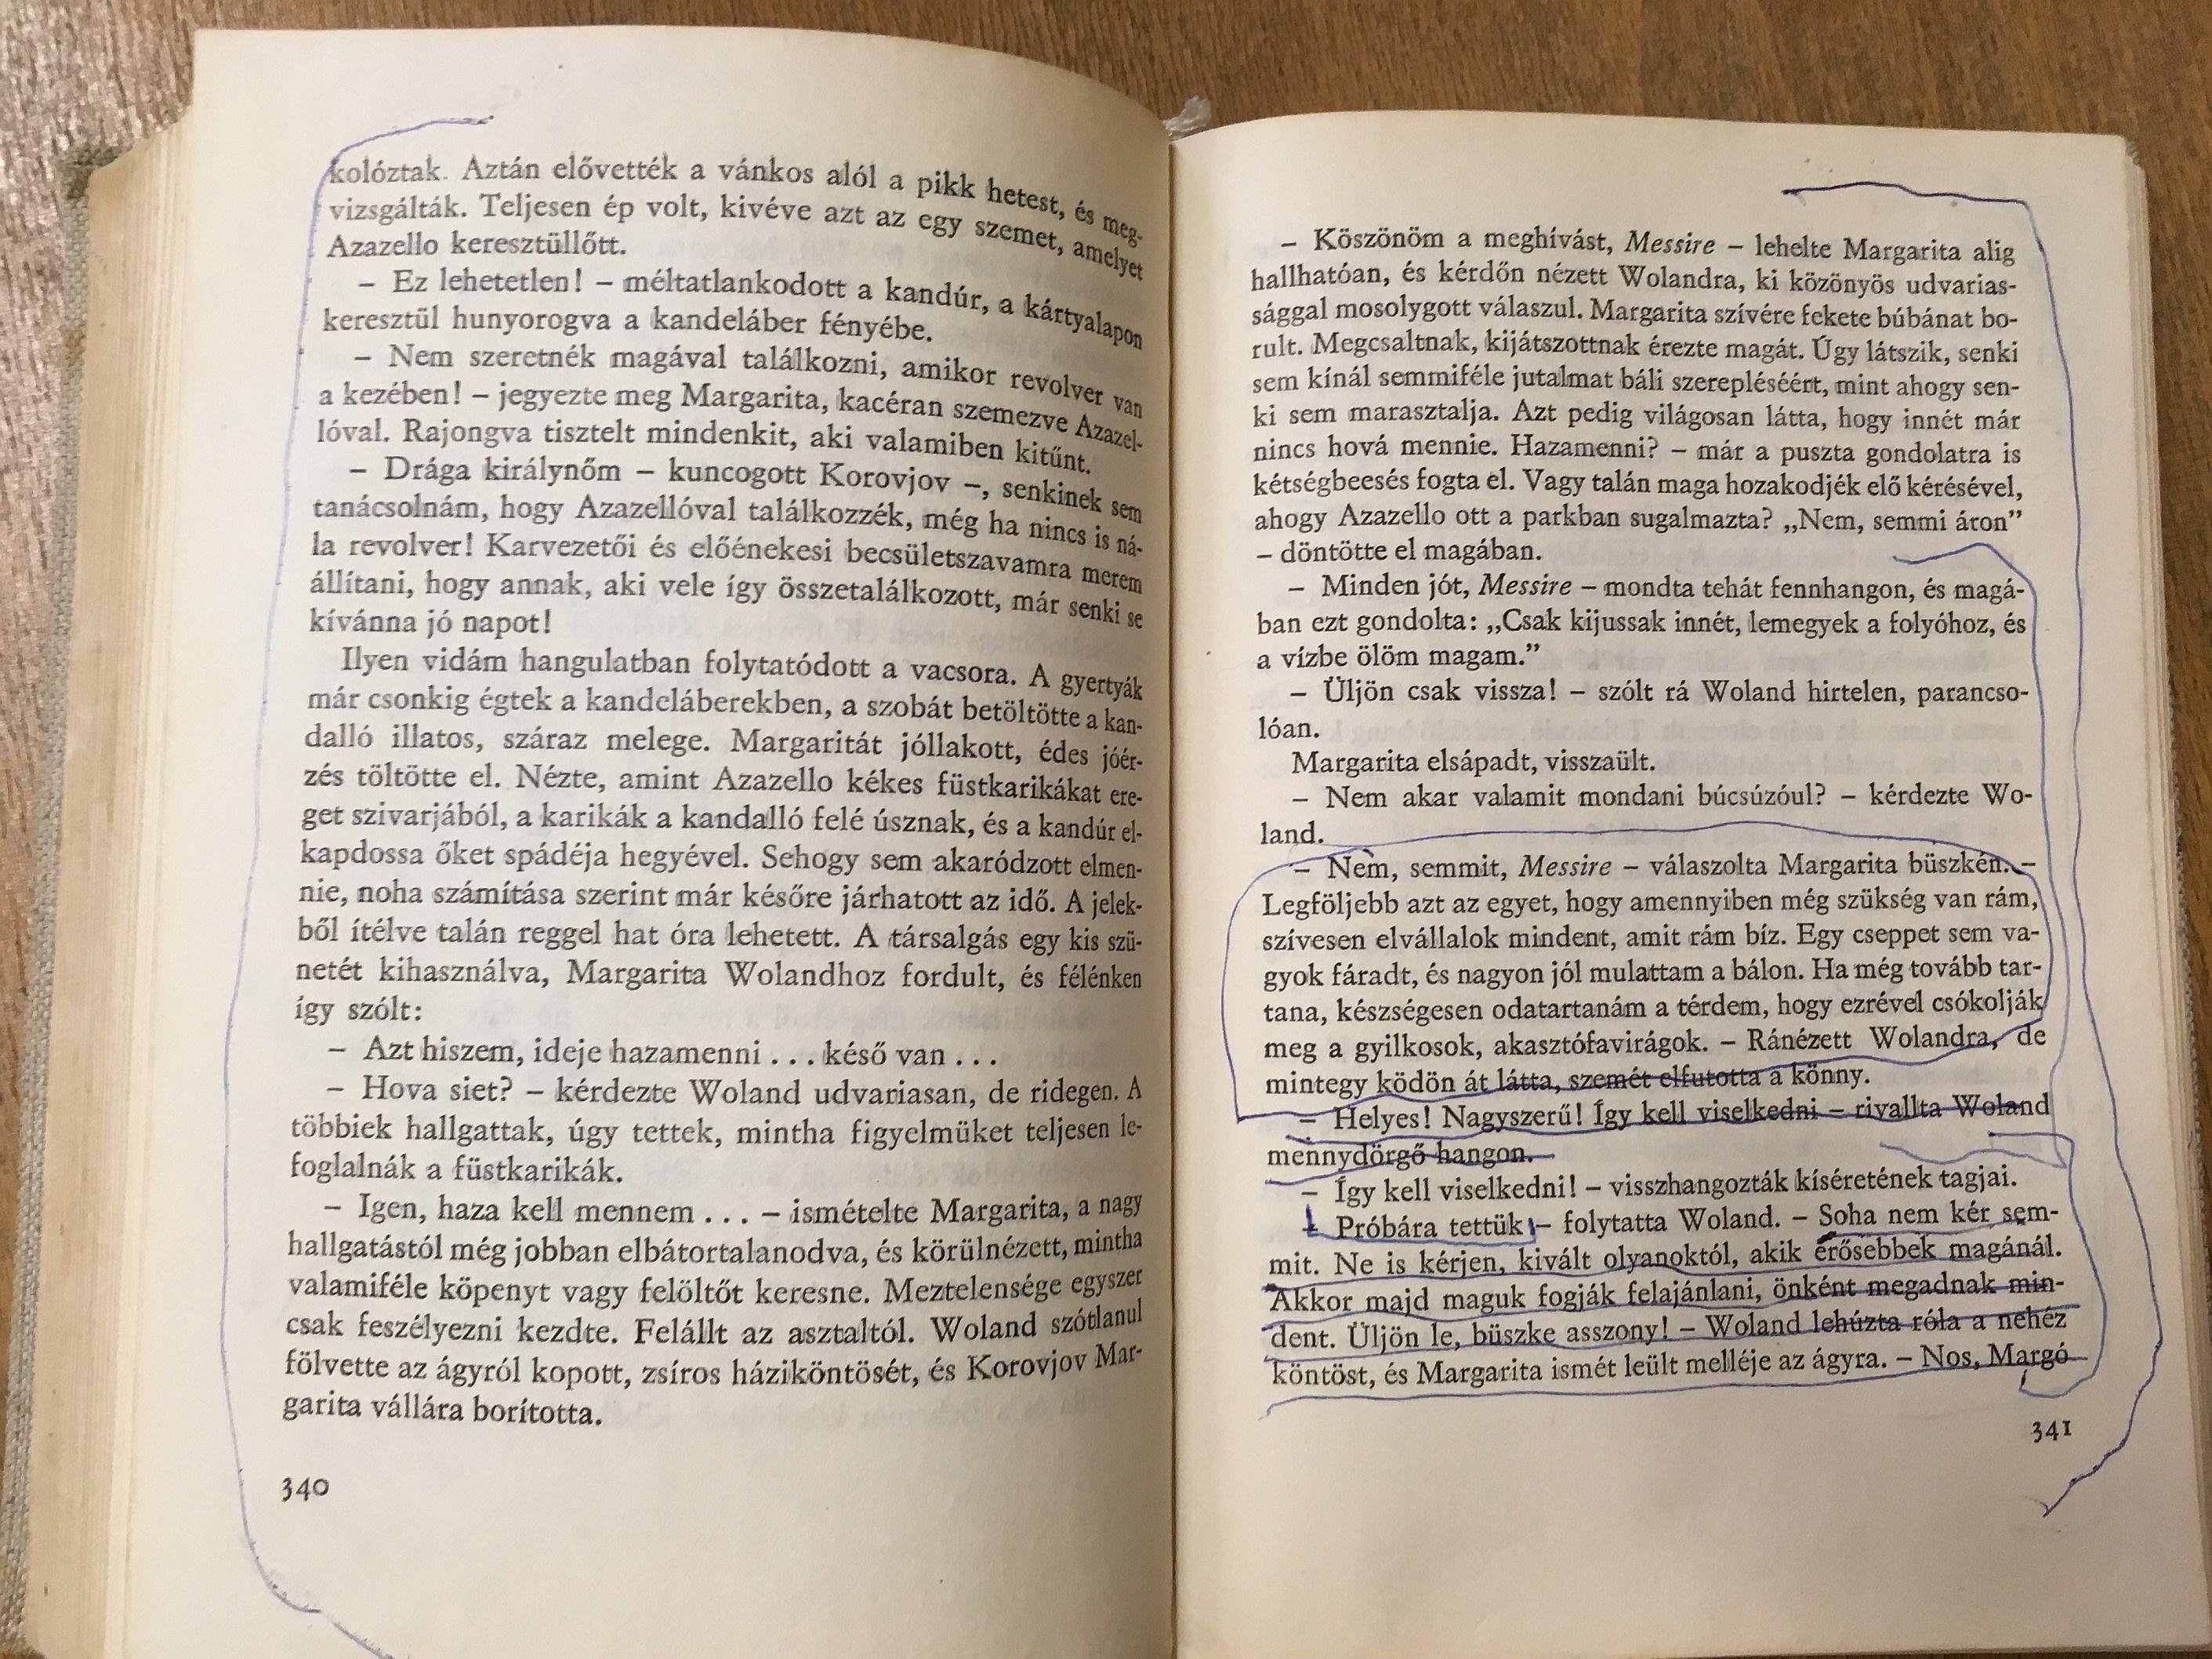 kolóztak. Aztán elővették a vánkos alól a pikk hetest, és meg-
vizsgálták. Teljesen ép volt, kivéve azt az egy szemet, amelyet
Azazello keresztüllőtt.
– Ez lehetetlen! – méltatlankodott a kandúr, a kártyalapon
keresztül hunyorogva a kandeláber fényébe.
– Nem szeretnék magával találkozni, amikor revolver van
a kezében! – jegyezte meg Margarita, kacéran szemezve Azazel-
lóval. Rajongva tisztelt mindenkit, aki valamiben kitűnt.
– Drága királynőm – kuncogott Korovjov –, senkinek sem
tanácsolnám, hogy Azazellóval találkozzék, még ha nincs is ná-
la revolver! Karvezetői és előénekesi becsületszavamra merem
állítani, hogy annak, aki vele így összetalálkozott, már senki se
kívánna jó napot!
Ilyen vidám hangulatban folytatódott a vacsora. A gyertyák
már csonkig égtek a kandeláberekben, a szobát betöltötte a kan-
dalló illatos, száraz melege. Margaritát jóllakott, édes jóér-
zés töltötte el. Nézte, amint Azazello kékes füstkarikákat ere-
get szivarjából, a karikák a kandalló felé úsznak, és a kandúr el-
kapdossa őket spádéja hegyével. Sehogy sem akaródzott elmen-
nie, noha számítása szerint már későre járhatott az idő. A jelek-
ből ítélve talán reggel hat óra lehetett. A társalgás egy kis szü-
netét kihasználva, Margarita Wolandhoz fordult, és félénken
így szólt:
– Azt hiszem, ideje hazamenni . . . késő van . . .
– Hova siet? – kérdezte Woland udvariasan, de ridegen. A
többiek hallgattak, úgy tettek, mintha figyelmüket teljesen le-
foglalnák a füstkarikák.
– Igen, haza kell mennem . . . – ismételte Margarita, a nagy
hallgatástól még jobban elbátortalanodva, és körülnézett, mintha
valamiféle köpenyt vagy felöltőt keresne. Meztelensége egyszer
csak feszélyezni kezdte. Felállt az asztaltól. Woland szótlanul
fölvette az ágyról kopott, zsíros háziköntösét, és Korovjov Mar-
garita vállára borította.
340
– Köszönöm a meghívást, Messire – lehelte Margarita alig
hallhatóan, és kérdőn nézett Wolandra, ki közönyös udvarias-
sággal mosolygott válaszul. Margarita szívére fekete búbánat bo-
rult. Megcsaltnak, kijátszottnak érezte magát. Úgy látszik, senki
sem kínál semmiféle jutalmat báli szerepléséért, mint ahogy sen-
ki sem marasztalja. Azt pedig világosan látta, hogy innét már
nincs hová mennie. Hazamenni? – már a puszta gondolatra is
kétségbeesés fogta el. Vagy talán maga hozakodjék elő kérésével,
ahogy Azazello ott a parkban sugalmazta? „Nem, semmi áron”
– döntötte el magában.
– Minden jót, Messire – mondta tehát fennhangon, és magá-
ban ezt gondolta: „Csak kijussak innét, lemegyek a folyóhoz, és
a vízbe ölöm magam.”
– Üljön csak vissza! – szólt rá Woland hirtelen, parancso-
lóan.
Margarita elsápadt, visszaült.
– Nem akar valamit mondani búcsúzóul? – kérdezte Wo-
land.
– Nem, semmit, Messire – válaszolta Margarita büszkén. –
Legföljebb azt az egyet, hogy amennyiben még szükség van rám,
szívesen elvállalok mindent, amit rám bíz. Egy cseppet sem va-
gyok fáradt, és nagyon jól mulattam a bálon. Ha még tovább tar-
tana, készségesen odatartanám a térdem, hogy ezrével csókolják
meg a gyilkosok, akasztófavirágok. – Ránézett Wolandra, de
mintegy ködön át látta, szemét elfutotta a könny.
– Helyes! Nagyszerű! Így kell viselkedni – rivallta Woland
mennydörgő hangon.
– Így kell viselkedni! – visszhangozták kíséretének tagjai.
– Próbára tettük – folytatta Woland. – Soha nem kér sem-
mit. Ne is kérjen, kivált olyanoktól, akik erősebbek magánál.
Akkor majd maguk fogják felajánlani, önként megadnak min-
dent. Üljön le, büszke asszony! – Woland lehúzta róla a nehéz
köntöst, és Margarita ismét leült melléje az ágyra. – Nos, Margó
341